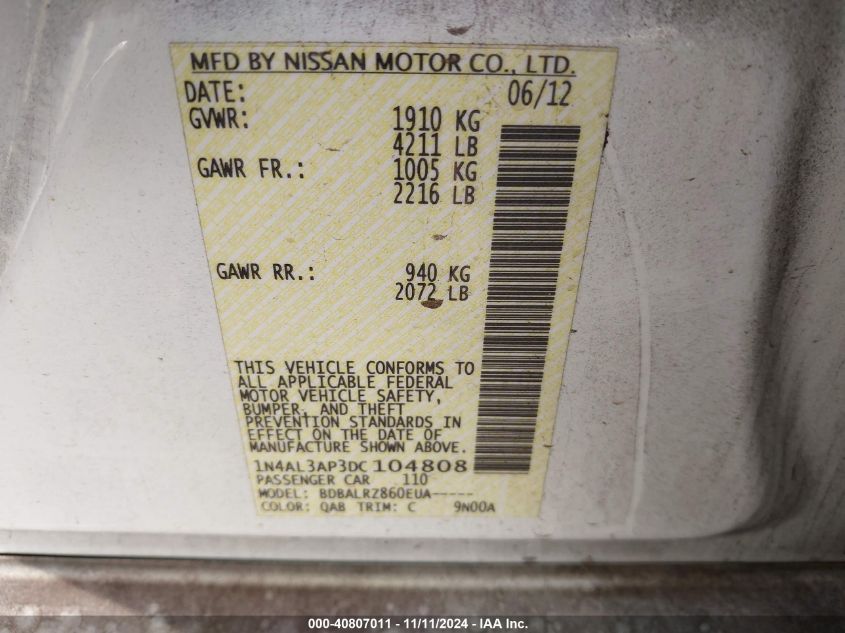 MFD BY NISSAN MOTOR CO., LTD.
DATE: 06/12
GVWR: 1910 KG
4211 LB
GAWR FR.: 1005 KG
2216 LB
GAWR RR.: 940 KG
2072 LB
THIS VEHICLE CONFORMS TO
ALL APPLICABLE FEDERAL
MOTOR VEHICLE SAFETY,
BUMPER, AND THEFT
PREVENTION STANDARDS IN
EFFECT ON THE DATE OF
MANUFACTURE SHOWN ABOVE.
1N4AL3AP3DC104808
PASSENGER CAR 110
MODEL: BDBALRZ860EUA-----
COLOR: QAB TRIM: C 9N00A
000-40807011 - 11/11/2024 - IAA Inc.